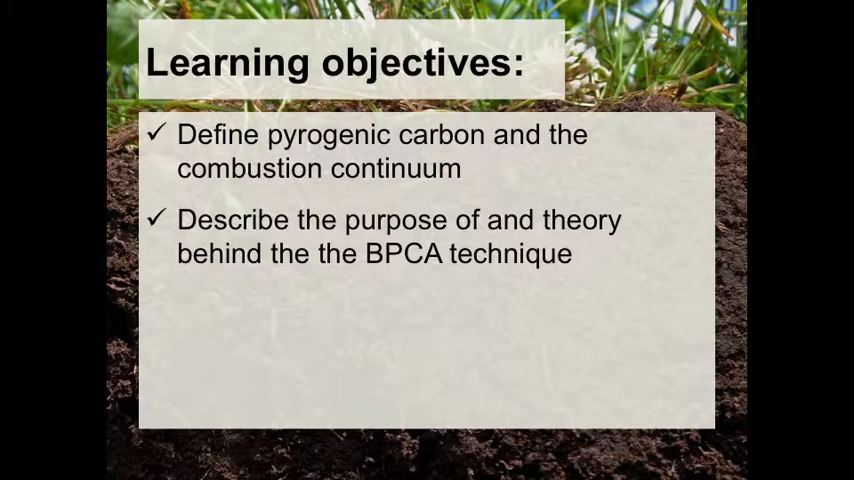 Learning objectives:
✓ Define pyrogenic carbon and the
combustion continuum
✓ Describe the purpose of and theory
behind the the BPCA technique